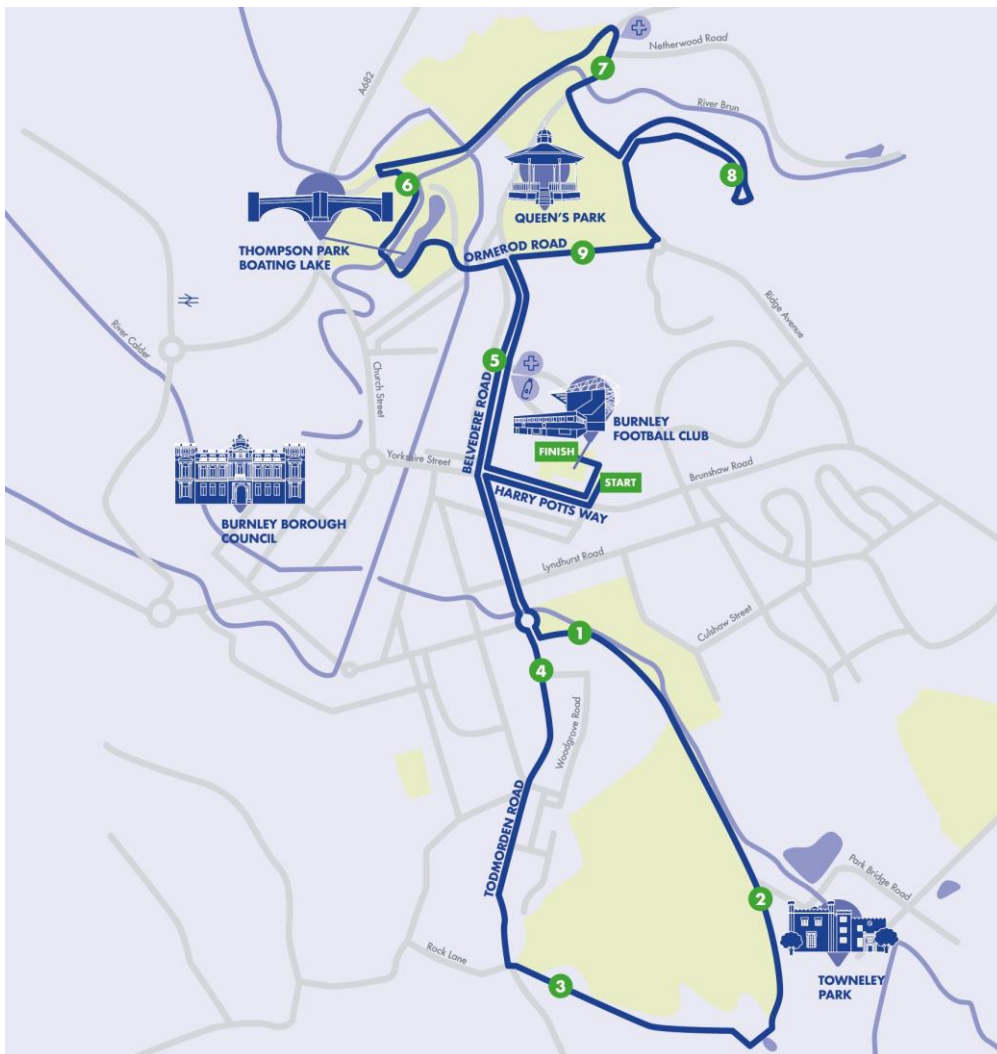 A682
Netherwood Road
7
River Brun
6
8
QUEEN'S PARK
THOMPSON PARK
BOATING LAKE
ORMEROD ROAD
9
Ridge Avenue
River Calder
Church Street
5
BELVEDERE ROAD
BURNLEY
FOOTBALL CLUB
FINISH
Yorkshire Street
START
Brunshaw Road
HARRY POTTS WAY
BURNLEY BOROUGH
COUNCIL
Lyndhurst Road
Culshaw Street
1
4
Woodgrove Road
TODMORDEN ROAD
Park Bridge Road
2
Rock Lane
3
TOWNELEY
PARK